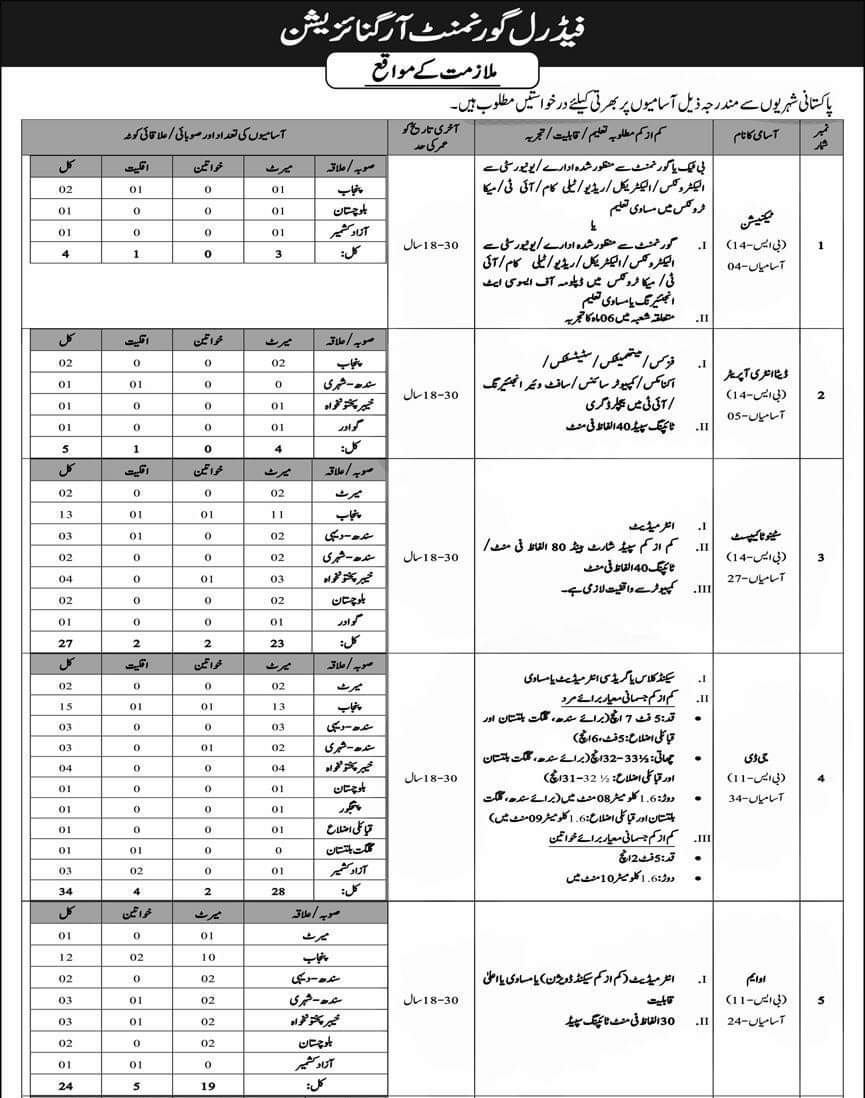 فیڈرل گورنمنٹ آرگنائزیشن
ملازمت کے مواقع
پاکستانی شہریوں سے مندرجہ ذیل آسامیوں پر بھرتی کیلئے درخواستیں مطلوب ہیں۔
نمبر شمار | آسامی کا نام | کم از کم مطلوبہ تعلیم/قابلیت/تجربہ | آخری تاریخ کو عمر کی حد | آسامیوں کی تعداد اور صوبائی/علاقائی کوٹہ
1
ٹیکنیشن
(بی ایس-14)
آسامیاں-04
بی ٹیک یا گورنمنٹ سے منظور شدہ ادارے/یونیورسٹی سے
الیکٹرونکس/الیکٹریکل/ریڈیو/ٹیلی کام/آئی ٹی/میکا
ٹرونکس میں مساوی تعلیم
یا
I. گورنمنٹ سے منظور شدہ ادارے/یونیورسٹی سے
الیکٹرونکس/الیکٹریکل/ریڈیو/ٹیلی کام/آئی
ٹی/میکا ٹرونکس میں ڈپلومہ آف ایسوسی ایٹ
انجنئیرنگ یا مساوی تعلیم
II. متعلقہ شعبہ میں 06 ماہ کا تجربہ
18-30 سال
صوبہ/علاقہ | میرٹ | خواتین | اقلیت | کل
پنجاب | 01 | 0 | 01 | 02
بلوچستان | 01 | 0 | 0 | 01
آزاد کشمیر | 01 | 0 | 0 | 01
کل: | 3 | 0 | 1 | 4
2
ڈیٹا انٹری آپریٹر
(بی ایس-14)
آسامیاں-05
I. فزکس/میتھمیٹکس/سٹیٹسٹکس/
اکنامکس/کمپیوٹر سائنس/سافٹ وئیر انجنئیرنگ
/آئی ٹی میں بیچلر ڈگری
II. ٹائپنگ سپیڈ 40 الفاظ فی منٹ
18-30 سال
صوبہ/علاقہ | میرٹ | خواتین | اقلیت | کل
پنجاب | 02 | 0 | 0 | 02
سندھ-شہری | 0 | 0 | 01 | 01
خیبر پختونخواہ | 01 | 0 | 0 | 01
گوادر | 01 | 0 | 0 | 01
کل: | 4 | 0 | 1 | 5
3
سٹینو ٹائپسٹ
(بی ایس-14)
آسامیاں-27
I. انٹرمیڈیٹ
II. کم از کم سپیڈ شارٹ ہینڈ 80 الفاظ فی منٹ/
ٹائپنگ 40 الفاظ فی منٹ
III. کمپیوٹر سے واقفیت لازمی ہے۔
18-30 سال
صوبہ/علاقہ | میرٹ | خواتین | اقلیت | کل
میرٹ | 02 | 0 | 0 | 02
پنجاب | 11 | 01 | 01 | 13
سندھ-دیہی | 02 | 0 | 01 | 03
سندھ-شہری | 02 | 0 | 0 | 02
خیبر پختونخواہ | 03 | 01 | 0 | 04
بلوچستان | 02 | 0 | 0 | 02
گوادر | 01 | 0 | 0 | 01
کل: | 23 | 2 | 2 | 27
4
جی ڈی
(بی ایس-11)
آسامیاں-34
I. سیکنڈ کلاس یا گریڈ سی انٹرمیڈیٹ یا مساوی
II. کم از کم جسمانی معیار برائے مرد
• قد: 5 فٹ 7 انچ (برائے سندھ، گلگت بلتستان اور
قبائلی اضلاع: 5 فٹ، 6 انچ)
• چھاتی: 33½-32 انچ (برائے سندھ، گلگت بلتستان
اور قبائلی اضلاع: 32 ½-31 انچ)
• دوڑ: 1.6 کلومیٹر 08 منٹ میں (برائے سندھ، گلگت
بلتستان اور قبائلی اضلاع: 1.6 کلومیٹر 09 منٹ میں)
III. کم از کم جسمانی معیار برائے خواتین
• قد: 5 فٹ 2 انچ
• دوڑ: 1.6 کلومیٹر 10 منٹ میں
18-30 سال
صوبہ/علاقہ | میرٹ | خواتین | اقلیت | کل
میرٹ | 02 | 0 | 0 | 02
پنجاب | 13 | 01 | 01 | 15
سندھ-دیہی | 03 | 0 | 0 | 03
سندھ-شہری | 02 | 01 | 0 | 03
خیبر پختونخواہ | 04 | 0 | 0 | 04
بلوچستان | 01 | 0 | 0 | 01
پنجگور | 01 | 0 | 0 | 01
قبائلی اضلاع | 01 | 0 | 0 | 01
گلگت بلتستان | 0 | 0 | 01 | 01
آزاد کشمیر | 01 | 0 | 02 | 03
کل: | 28 | 2 | 4 | 34
5
او ایم
(بی ایس-11)
آسامیاں-24
I. انٹرمیڈیٹ (کم از کم سیکنڈ ڈویژن) یا مساوی یا اعلیٰ
قابلیت
II. 30 الفاظ فی منٹ ٹائپنگ سپیڈ
18-30 سال
صوبہ/علاقہ | میرٹ | خواتین | کل
میرٹ | 01 | 0 | 01
پنجاب | 10 | 02 | 12
سندھ-دیہی | 02 | 0 | 02
سندھ-شہری | 02 | 01 | 03
خیبر پختونخواہ | 02 | 01 | 03
بلوچستان | 02 | 0 | 02
آزاد کشمیر | 0 | 01 | 01
کل: | 19 | 5 | 24